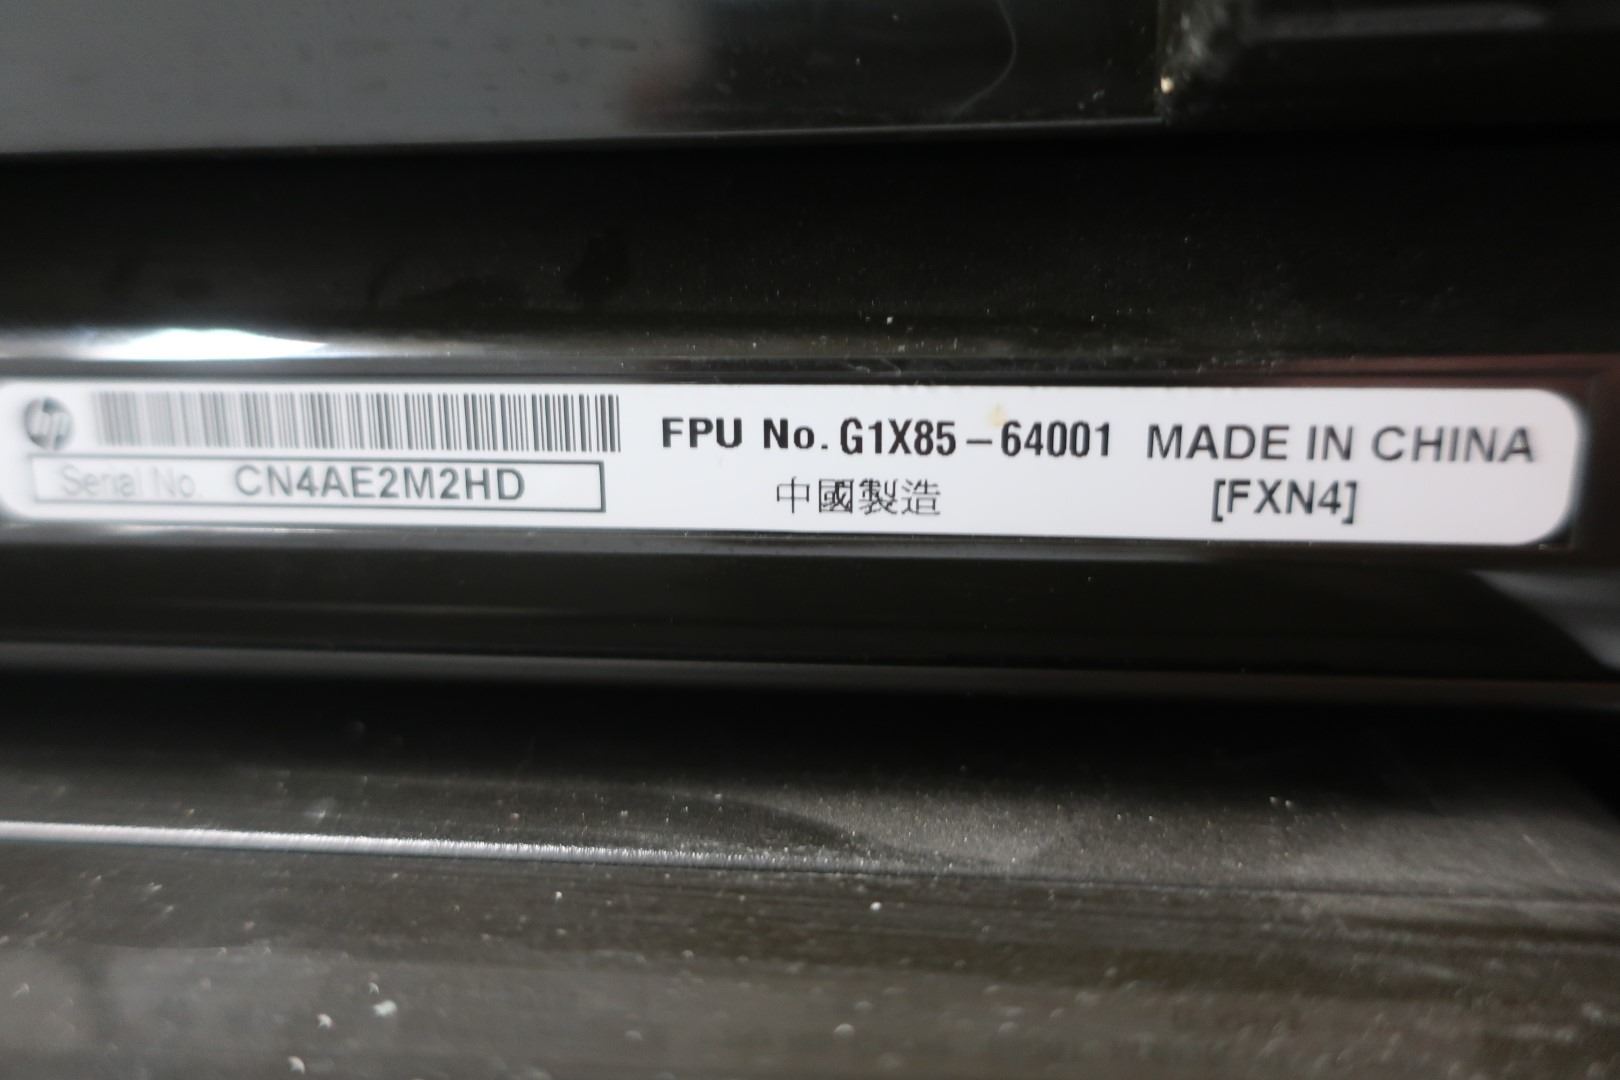 hp
Serial No. CN4AE2M2HD
FPU No. G1X85-64001 MADE IN CHINA
中國製造 [FXN4]